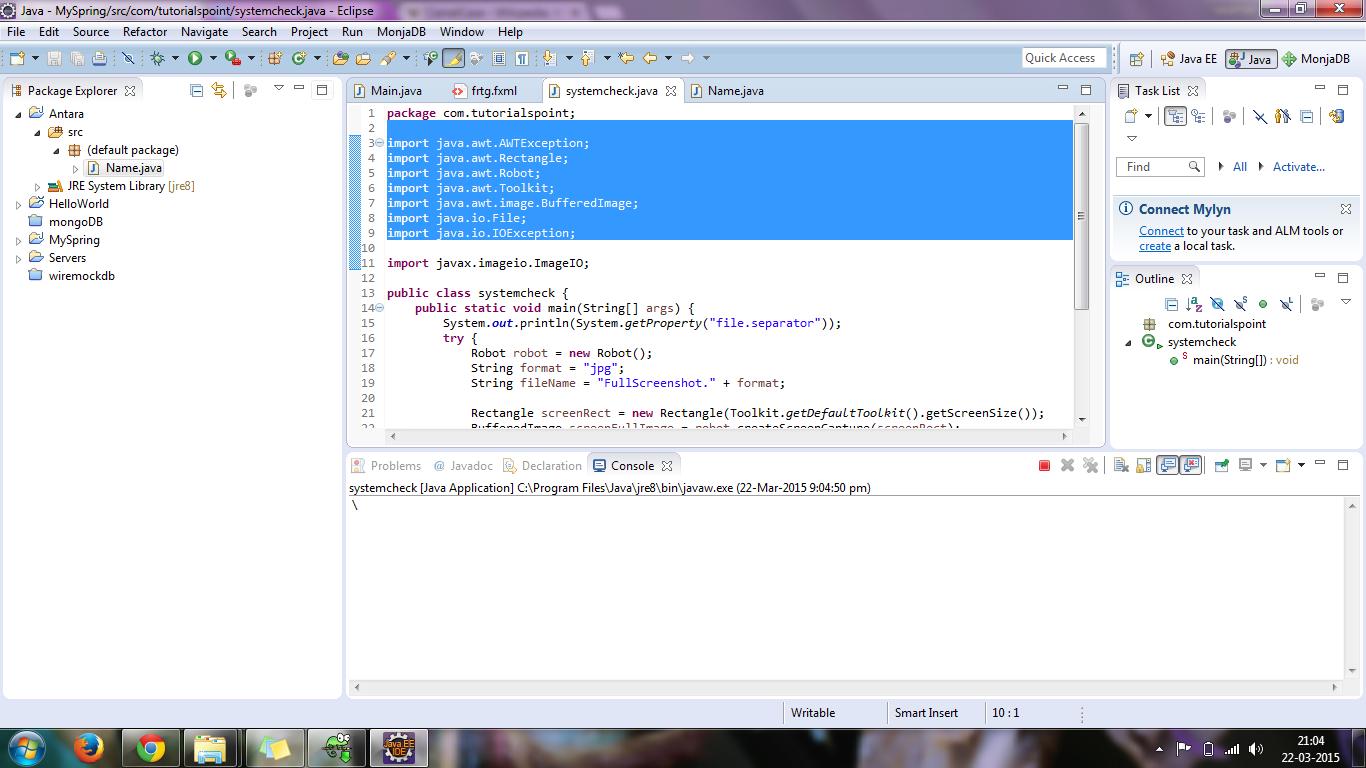 Java - MySpring/src/com/tutorialspoint/systemcheck.java - Eclipse
File Edit Source Refactor Navigate Search Project Run MonjaDB Window Help
Quick Access
Java EE
Java
MonjaDB
Package Explorer
Antara
src
(default package)
Name.java
JRE System Library [jre8]
HelloWorld
mongoDB
MySpring
Servers
wiremockdb
Main.java
frtg.fxml
systemcheck.java
Name.java
1 package com.tutorialspoint;
2
3 import java.awt.AWTException;
4 import java.awt.Rectangle;
5 import java.awt.Robot;
6 import java.awt.Toolkit;
7 import java.awt.image.BufferedImage;
8 import java.io.File;
9 import java.io.IOException;
10
11 import javax.imageio.ImageIO;
12
13 public class systemcheck {
14 public static void main(String[] args) {
15 System.out.println(System.getProperty("file.separator"));
16 try {
17 Robot robot = new Robot();
18 String format = "jpg";
19 String fileName = "FullScreenshot." + format;
20
21 Rectangle screenRect = new Rectangle(Toolkit.getDefaultToolkit().getScreenSize());
22 BufferedImage screenFullImage = robot.createScreenCapture(screenRect);
Task List
Find
All
Activate...
Connect Mylyn
Connect to your task and ALM tools or
create a local task.
Outline
com.tutorialspoint
systemcheck
main(String[]) : void
Problems
@ Javadoc
Declaration
Console
systemcheck [Java Application] C:\Program Files\Java\jre8\bin\javaw.exe (22-Mar-2015 9:04:50 pm)
\
Writable
Smart Insert
10 : 1
Java EE
IDE
21:04
22-03-2015